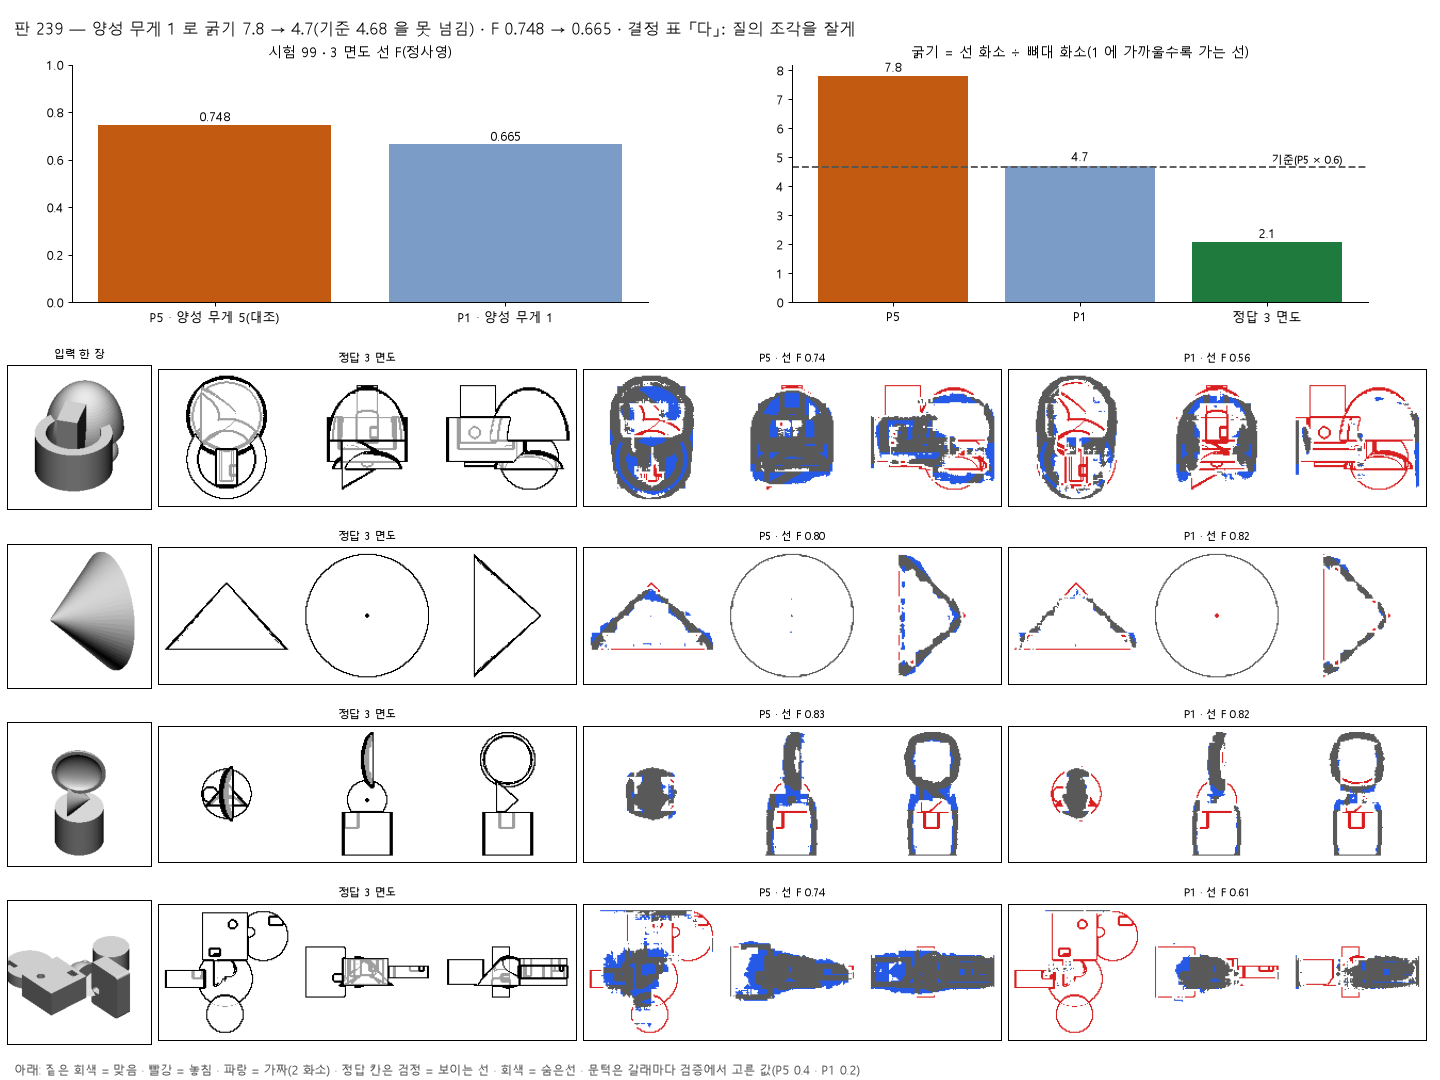 판 239 — 양성 무게 1 로 굵기 7.8 → 4.7(기준 4.68 을 못 넘김) · F 0.748 → 0.665 · 결정 표 「다」: 질의 조각을 잘게
시험 99 · 3 면도 선 F(정사영)
1.0
0.8
0.6
0.4
0.2
0.0
0.748
0.665
P5 · 양성 무게 5(대조)
P1 · 양성 무게 1
굵기 = 선 화소 ÷ 뼈대 화소(1 에 가까울수록 가는 선)
8
7
6
5
4
3
2
1
0
7.8
4.7
2.1
기준(P5 × 0.6)
P5
P1
정답 3 면도
입력 한 장
정답 3 면도
P5 · 선 F 0.74
P1 · 선 F 0.56
정답 3 면도
P5 · 선 F 0.80
P1 · 선 F 0.82
정답 3 면도
P5 · 선 F 0.83
P1 · 선 F 0.82
정답 3 면도
P5 · 선 F 0.74
P1 · 선 F 0.61
아래: 짙은 회색 = 맞음 · 빨강 = 놓침 · 파랑 = 가짜(2 화소) · 정답 칸은 검정 = 보이는 선 · 회색 = 숨은선 · 문턱은 갈래마다 검증에서 고른 값(P5 0.4 · P1 0.2)